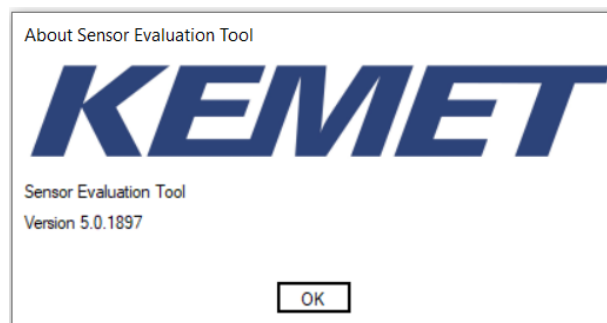 About Sensor Evaluation Tool
KEMET
Sensor Evaluation Tool
Version 5.0.1897
OK